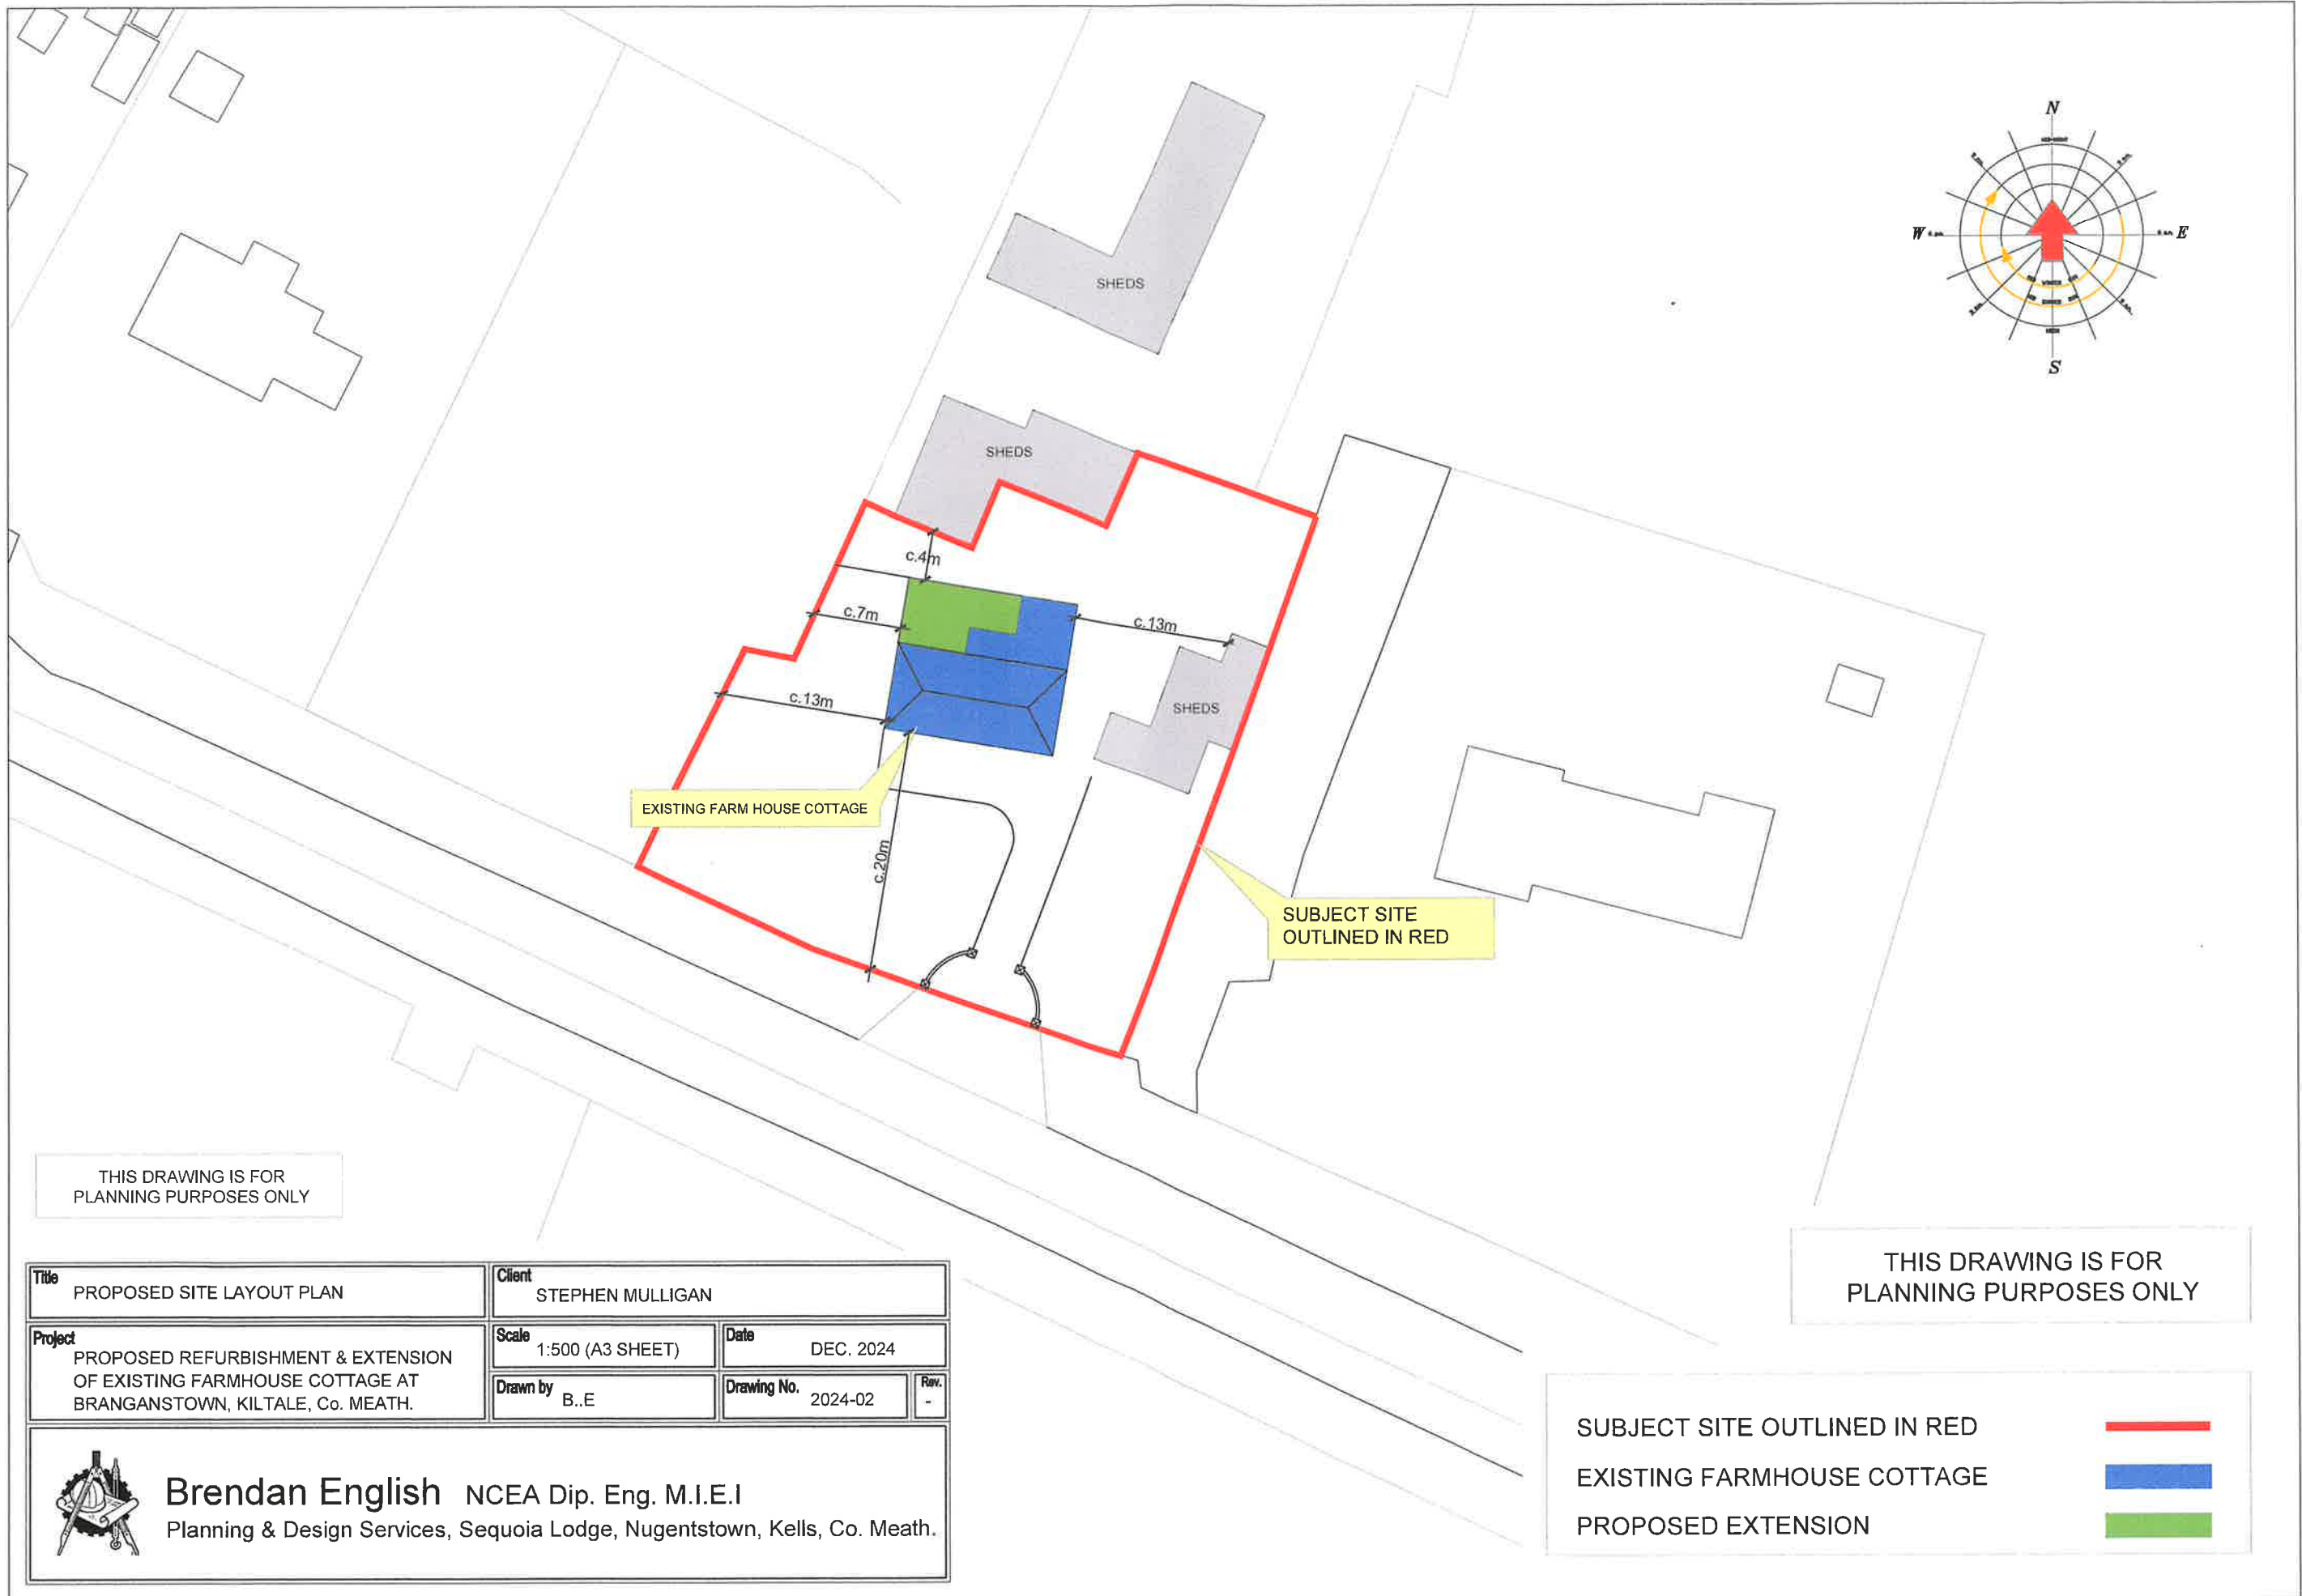 N
W
E
S
SHEDS
SHEDS
c.4m
c.7m
c.13m
c.13m
SHEDS
EXISTING FARM HOUSE COTTAGE
c.20m
SUBJECT SITE
OUTLINED IN RED
THIS DRAWING IS FOR
PLANNING PURPOSES ONLY
THIS DRAWING IS FOR
PLANNING PURPOSES ONLY
Title
PROPOSED SITE LAYOUT PLAN
Client
STEPHEN MULLIGAN
Project
PROPOSED REFURBISHMENT & EXTENSION
OF EXISTING FARMHOUSE COTTAGE AT
BRANGANSTOWN, KILTALE, Co. MEATH.
Scale
1:500 (A3 SHEET)
Date
DEC. 2024
Drawn by
B..E
Drawing No.
2024-02
Rev.
-
Brendan English NCEA Dip. Eng. M.I.E.I
Planning & Design Services, Sequoia Lodge, Nugentstown, Kells, Co. Meath.
SUBJECT SITE OUTLINED IN RED
EXISTING FARMHOUSE COTTAGE
PROPOSED EXTENSION